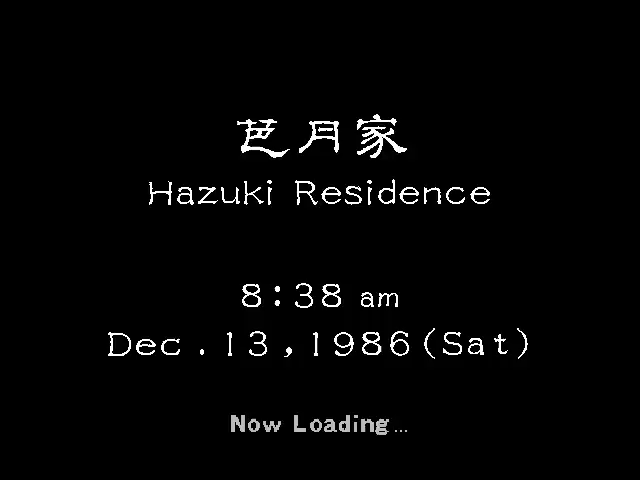 芭月家
Hazuki Residence
8:38 am
Dec.13,1986(Sat)
Now Loading...